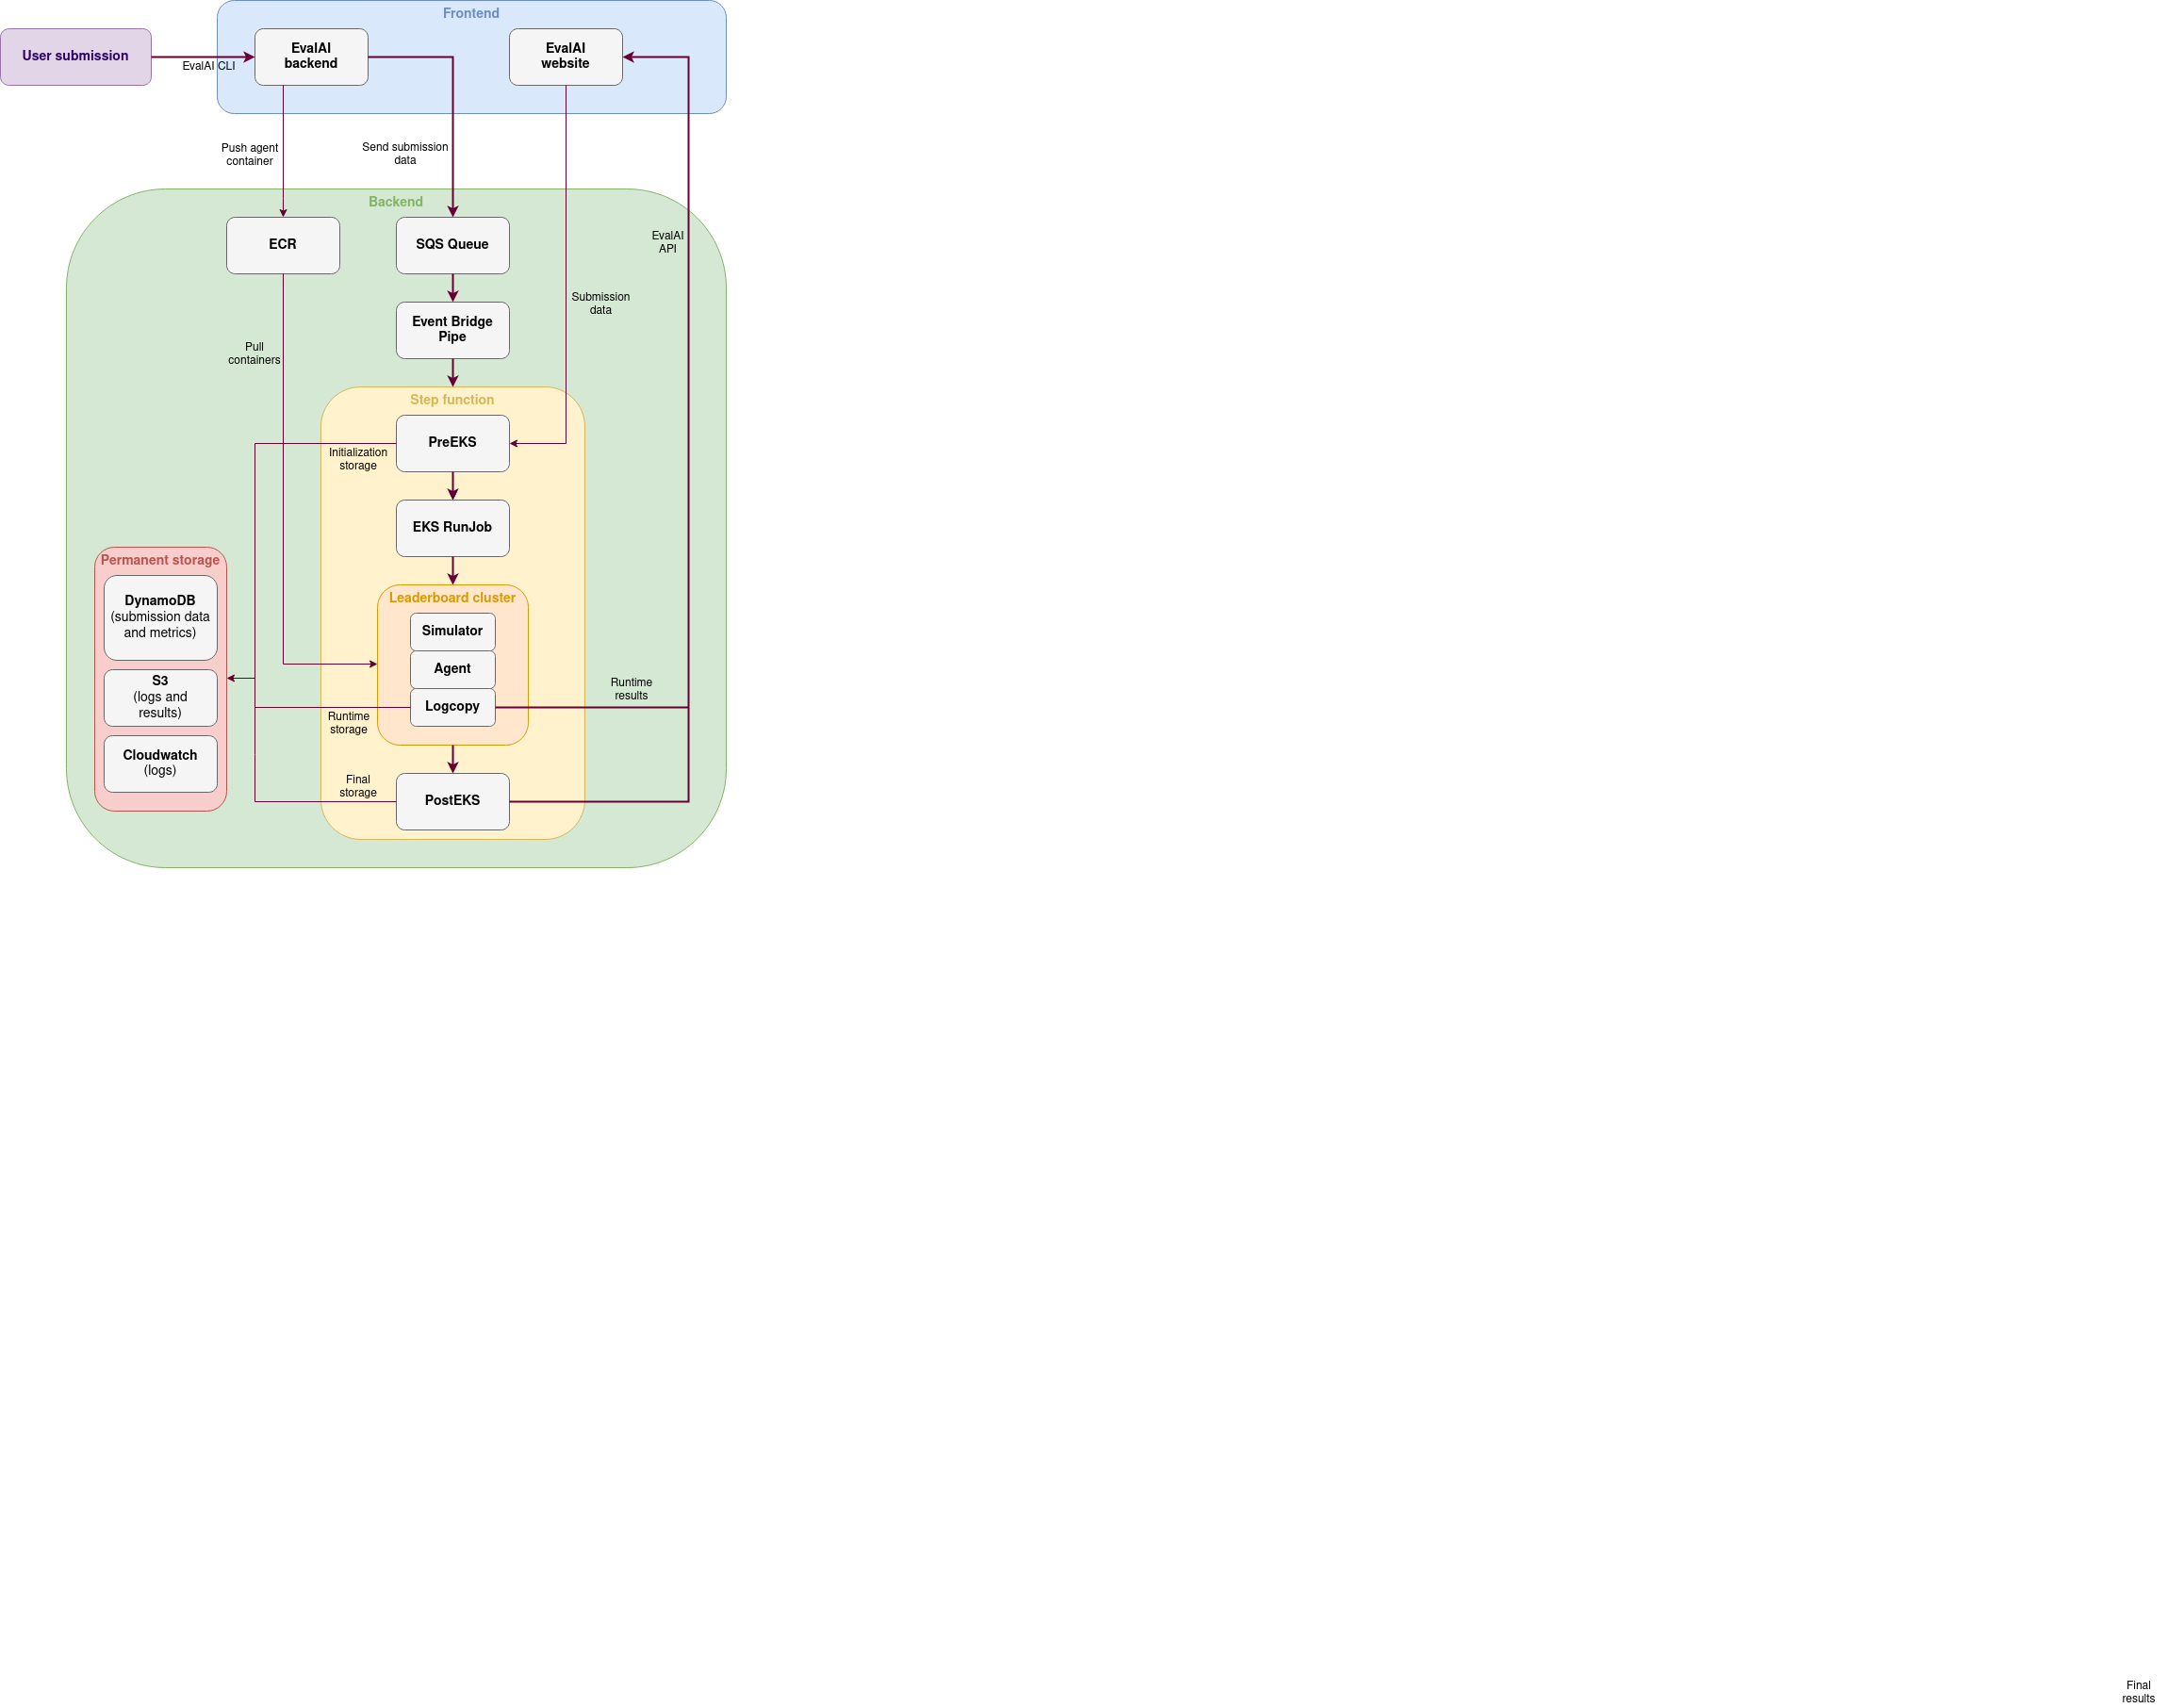 Frontend
User submission
EvalAI CLI
EvalAI
backend
EvalAI
website
Push agent
container
Send submission
data
Backend
ECR
SQS Queue
EvalAI
API
Submission
data
Event Bridge
Pipe
Pull
containers
Step function
PreEKS
Initialization
storage
EKS RunJob
Permanent storage
DynamoDB
(submission data
and metrics)
S3
(logs and
results)
Cloudwatch
(logs)
Leaderboard cluster
Simulator
Agent
Logcopy
Runtime
results
Runtime
storage
Final
storage
PostEKS
Final
results